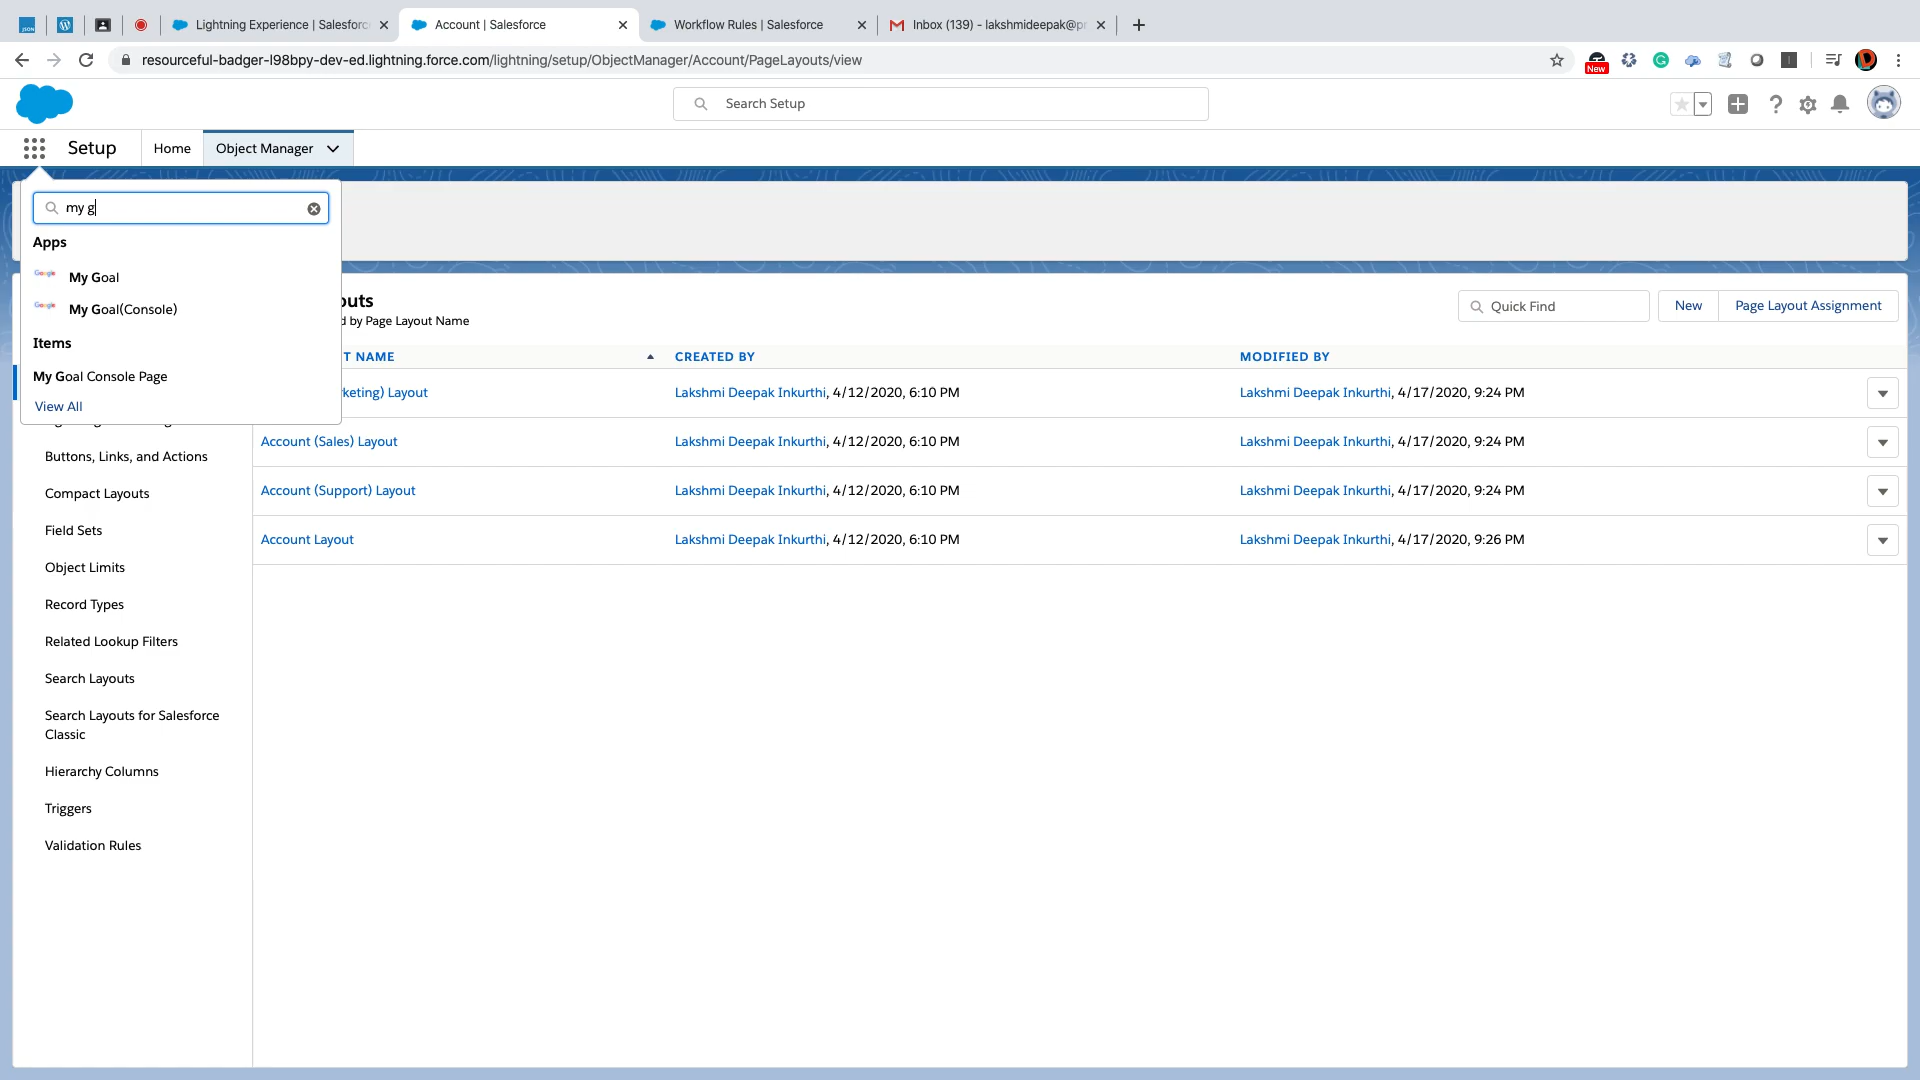 Lightning Experience | Salesforc
Account | Salesforce
Workflow Rules | Salesforce
Inbox (139) - lakshmideepak@pr
resourceful-badger-l98bpy-dev-ed.lightning.force.com/lightning/setup/ObjectManager/Account/PageLayouts/view
New
Search Setup
Setup
Home
Object Manager
my g
Apps
Google My Goal
Google My Goal(Console)
Items
My Goal Console Page
View All
outs
d by Page Layout Name
Quick Find
New
Page Layout Assignment
T NAME
CREATED BY
MODIFIED BY
keting) Layout
Lakshmi Deepak Inkurthi, 4/12/2020, 6:10 PM
Lakshmi Deepak Inkurthi, 4/17/2020, 9:24 PM
Account (Sales) Layout
Lakshmi Deepak Inkurthi, 4/12/2020, 6:10 PM
Lakshmi Deepak Inkurthi, 4/17/2020, 9:24 PM
Account (Support) Layout
Lakshmi Deepak Inkurthi, 4/12/2020, 6:10 PM
Lakshmi Deepak Inkurthi, 4/17/2020, 9:24 PM
Account Layout
Lakshmi Deepak Inkurthi, 4/12/2020, 6:10 PM
Lakshmi Deepak Inkurthi, 4/17/2020, 9:26 PM
Buttons, Links, and Actions
Compact Layouts
Field Sets
Object Limits
Record Types
Related Lookup Filters
Search Layouts
Search Layouts for Salesforce
Classic
Hierarchy Columns
Triggers
Validation Rules